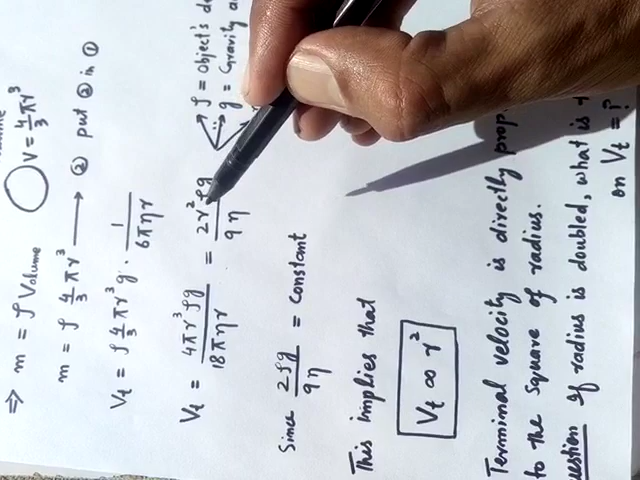 V = 4/3 πr³
⇒ m = ρ Volume
m = ρ 4/3 πr³ → ② put ② in ①
Vt = ρ 4/3 πr³ g · 1/6πηr
Vt = 4πr³ρg/18πηr = 2r²ρg/9η
ρ = Object's
g = Gravity
Since 2ρg/9η = Constant
This implies that
Vt ∝ r²
Terminal velocity is directly prop
to the square of radius.
If radius is doubled, what is
on Vt = ?